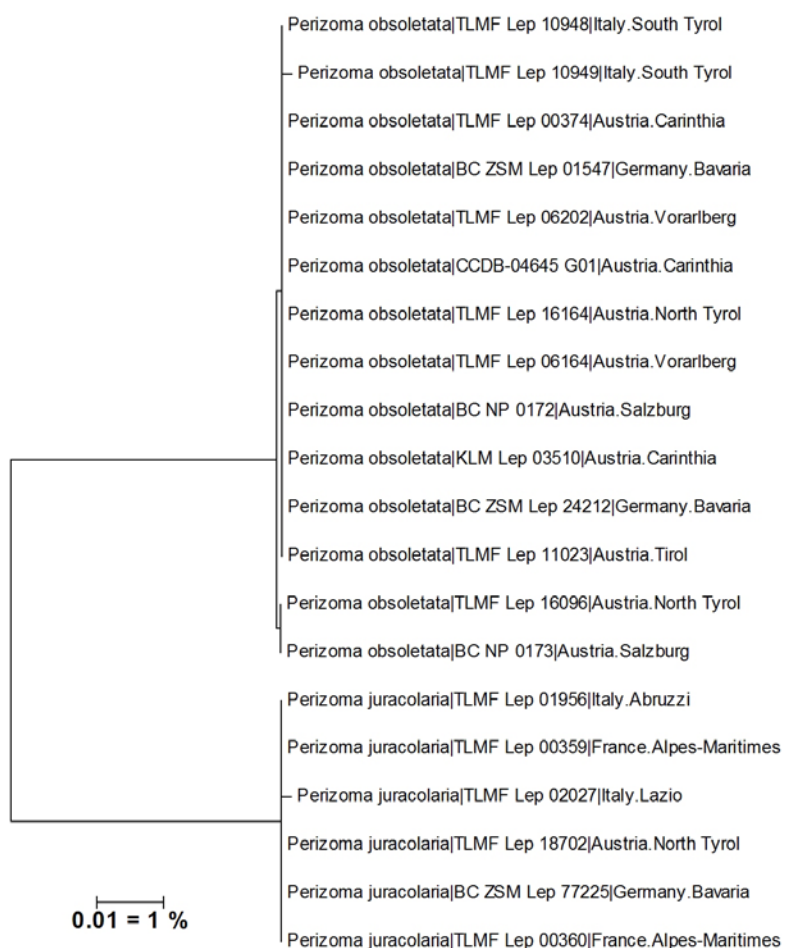 Perizoma obsoletata|TLMF Lep 10948|Italy.South Tyrol
Perizoma obsoletata|TLMF Lep 10949|Italy.South Tyrol
Perizoma obsoletata|TLMF Lep 00374|Austria.Carinthia
Perizoma obsoletata|BC ZSM Lep 01547|Germany.Bavaria
Perizoma obsoletata|TLMF Lep 06202|Austria.Vorarlberg
Perizoma obsoletata|CCDB-04645 G01|Austria.Carinthia
Perizoma obsoletata|TLMF Lep 16164|Austria.North Tyrol
Perizoma obsoletata|TLMF Lep 06164|Austria.Vorarlberg
Perizoma obsoletata|BC NP 0172|Austria.Salzburg
Perizoma obsoletata|KLM Lep 03510|Austria.Carinthia
Perizoma obsoletata|BC ZSM Lep 24212|Germany.Bavaria
Perizoma obsoletata|TLMF Lep 11023|Austria.Tirol
Perizoma obsoletata|TLMF Lep 16096|Austria.North Tyrol
Perizoma obsoletata|BC NP 0173|Austria.Salzburg
Perizoma juracolaria|TLMF Lep 01956|Italy.Abruzzi
Perizoma juracolaria|TLMF Lep 00359|France.Alpes-Maritimes
Perizoma juracolaria|TLMF Lep 02027|Italy.Lazio
Perizoma juracolaria|TLMF Lep 18702|Austria.North Tyrol
Perizoma juracolaria|BC ZSM Lep 77225|Germany.Bavaria
Perizoma juracolaria|TLMF Lep 00360|France.Alpes-Maritimes
0.01 = 1 %